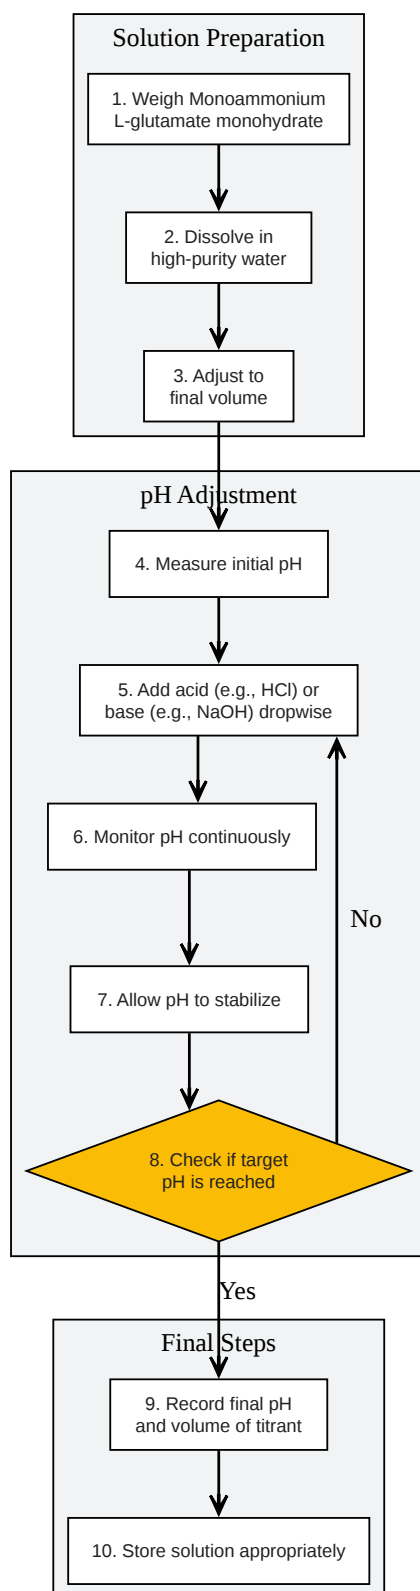 Solution Preparation
1. Weigh Monoammonium
L-glutamate monohydrate
2. Dissolve in
high-purity water
3. Adjust to
final volume
pH Adjustment
4. Measure initial pH
5. Add acid (e.g., HCl) or
base (e.g., NaOH) dropwise
6. Monitor pH continuously
No
7. Allow pH to stabilize
8. Check if target
pH is reached
Yes
Final Steps
9. Record final pH
and volume of titrant
10. Store solution appropriately